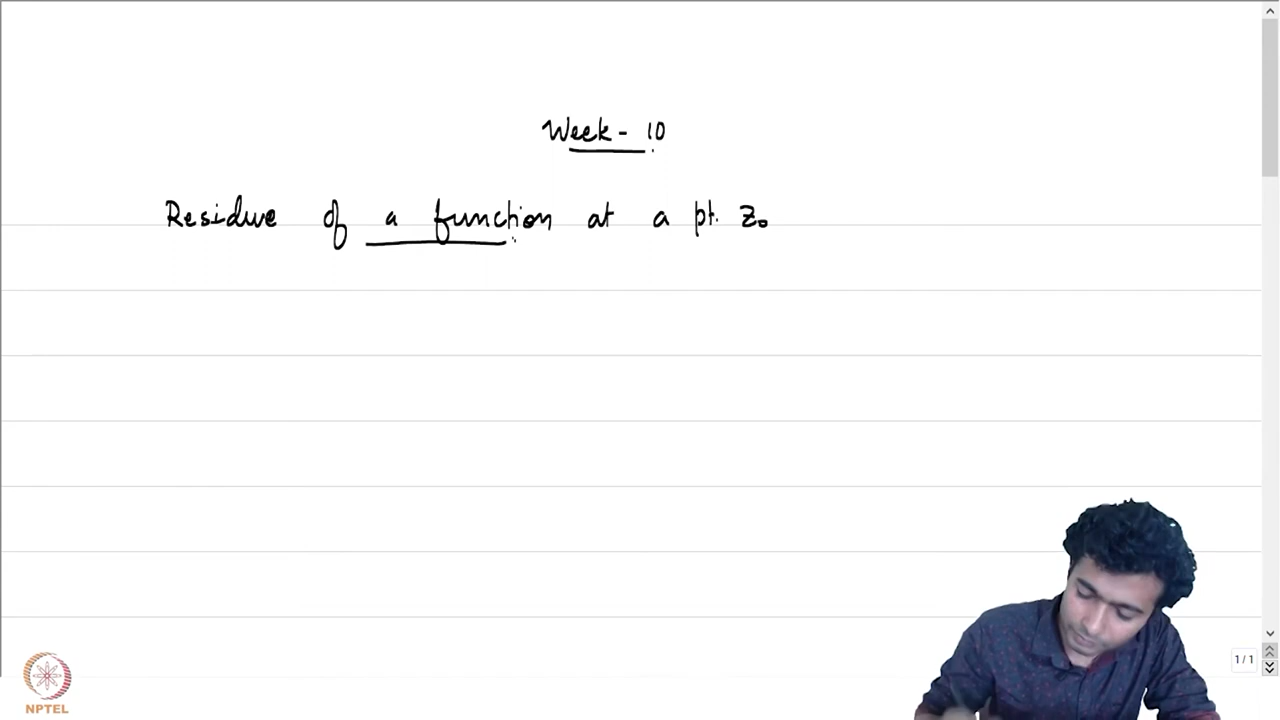 Week - 10
Residue of a function at a pt. z₀
1 / 1
NPTEL